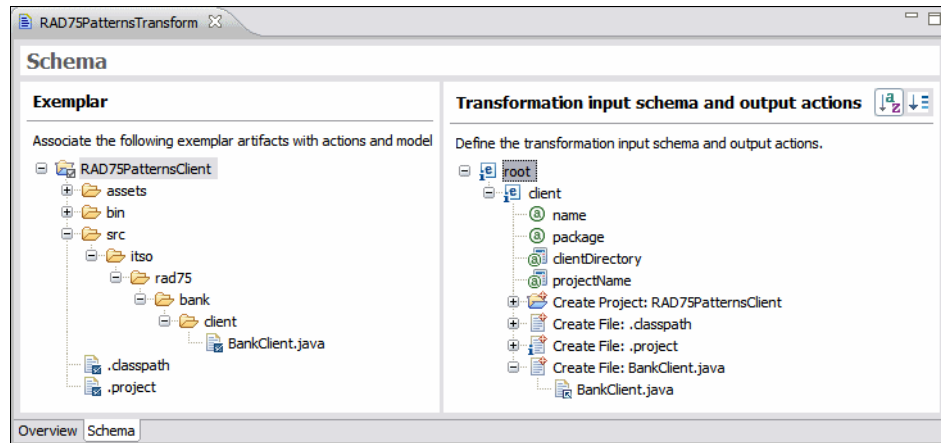 RAD75PatternsTransform
Schema
Exemplar
Associate the following exemplar artifacts with actions and model
RAD75PatternsClient
assets
bin
src
itso
rad75
bank
client
BankClient.java
.classpath
.project
Transformation input schema and output actions
Define the transformation input schema and output actions.
root
client
name
package
clientDirectory
projectName
Create Project: RAD75PatternsClient
Create File: .classpath
Create File: .project
Create File: BankClient.java
BankClient.java
Overview Schema